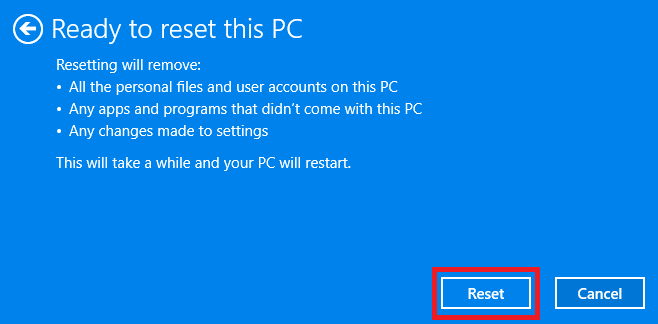 Ready to reset this PC
Resetting will remove:
• All the personal files and user accounts on this PC
• Any apps and programs that didn't come with this PC
• Any changes made to settings
This will take a while and your PC will restart.
Reset
Cancel